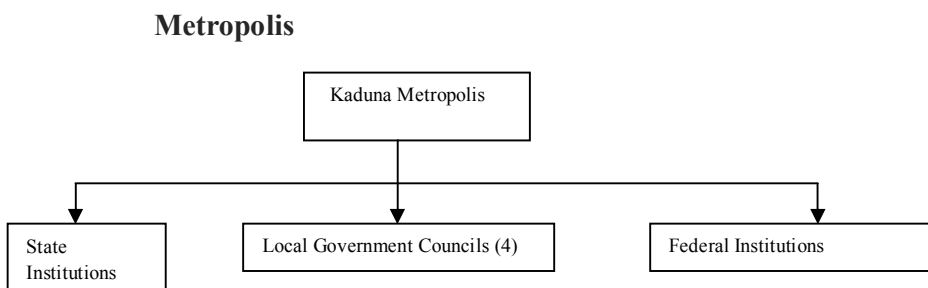 Metropolis
Kaduna Metropolis
State
Institutions
Local Government Councils (4)
Federal Institutions